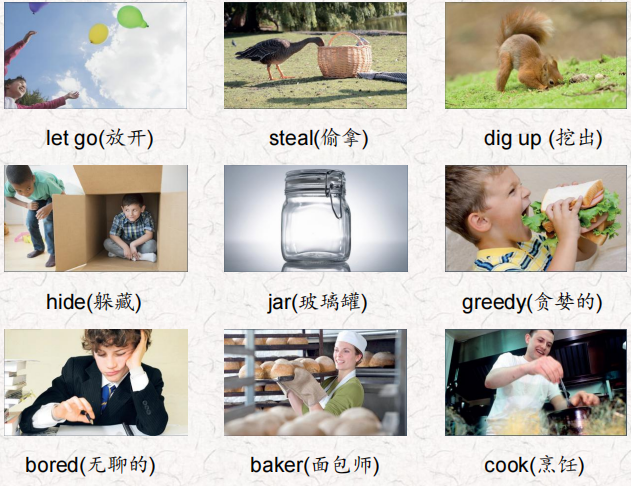 let go(放开)
steal(偷拿)
dig up (挖出)
hide(躲藏)
jar(玻璃罐)
greedy(贪婪的)
bored(无聊的)
baker(面包师)
cook(烹饪)